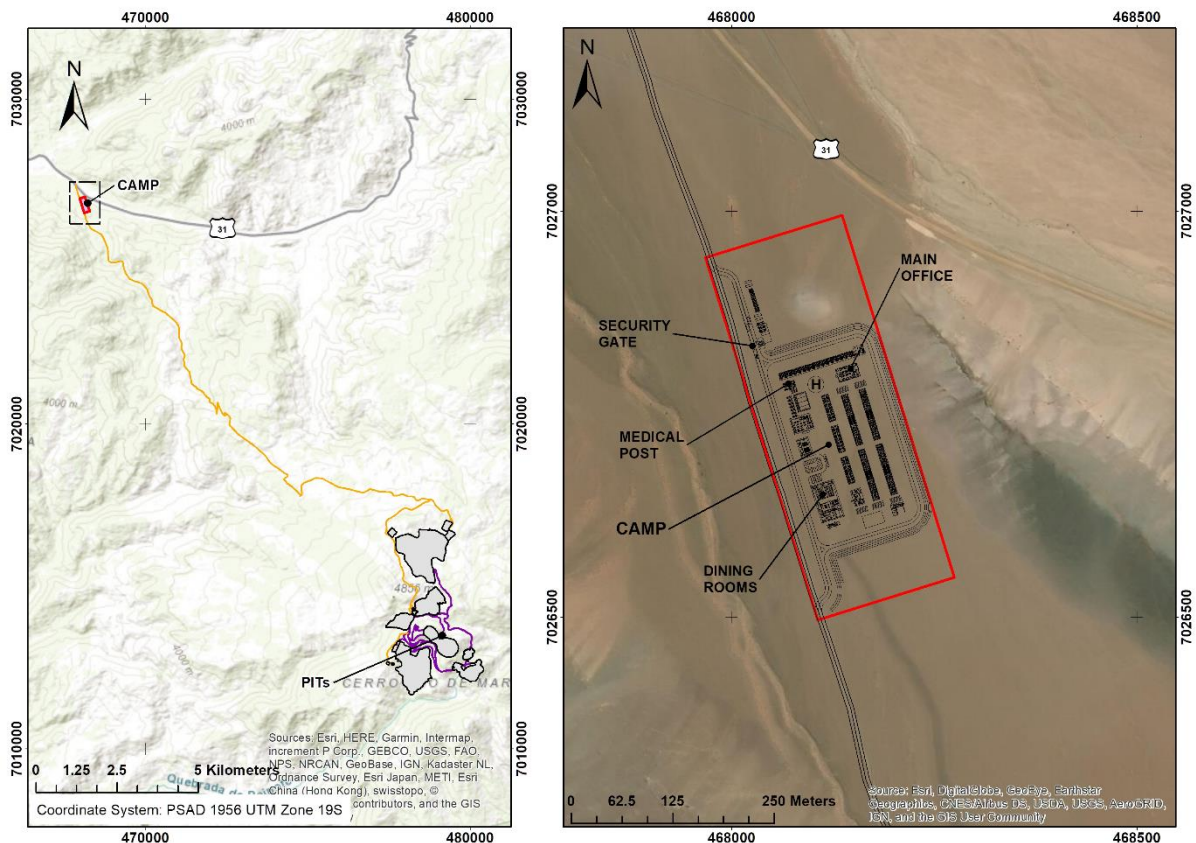 470000
480000
468000
468500
N
4000 m
CAMP
31
7030000
7030000
4000 m
7020000
7020000
4000 m
4856 m
PITs
7010000
7010000
Sources: Esri, HERE, Garmin, Intermap,
increment P Corp., GEBCO, USGS, FAO,
NPS, NRCAN, GeoBase, IGN, Kadaster NL,
Ordnance Survey, Esri Japan, METI, Esri
China (Hong Kong), swisstopo, ©
contributors, and the GIS
Quebrada de
0 1.25 2.5 5 Kilometers
Coordinate System: PSAD 1956 UTM Zone 19S
470000
480000
N
31
7027000
7027000
MAIN
OFFICE
SECURITY
GATE
H
MEDICAL
POST
CAMP
DINING
ROOMS
7026500
7026500
0 62.5 125 250 Meters
Source: Esri, DigitalGlobe, GeoEye, Earthstar
Geographics, CNES/Airbus DS, USDA, USGS, AeroGRID,
IGN, and the GIS User Community
468000
468500